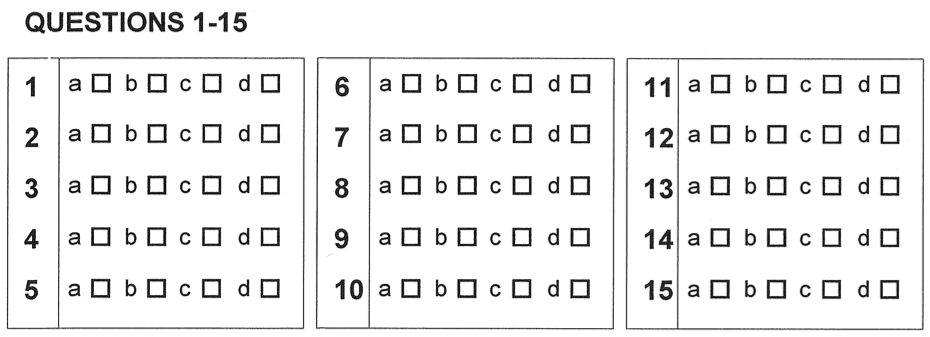 QUESTIONS 1-15
1 a ☐ b ☐ c ☐ d ☐
2 a ☐ b ☐ c ☐ d ☐
3 a ☐ b ☐ c ☐ d ☐
4 a ☐ b ☐ c ☐ d ☐
5 a ☐ b ☐ c ☐ d ☐
6 a ☐ b ☐ c ☐ d ☐
7 a ☐ b ☐ c ☐ d ☐
8 a ☐ b ☐ c ☐ d ☐
9 a ☐ b ☐ c ☐ d ☐
10 a ☐ b ☐ c ☐ d ☐
11 a ☐ b ☐ c ☐ d ☐
12 a ☐ b ☐ c ☐ d ☐
13 a ☐ b ☐ c ☐ d ☐
14 a ☐ b ☐ c ☐ d ☐
15 a ☐ b ☐ c ☐ d ☐